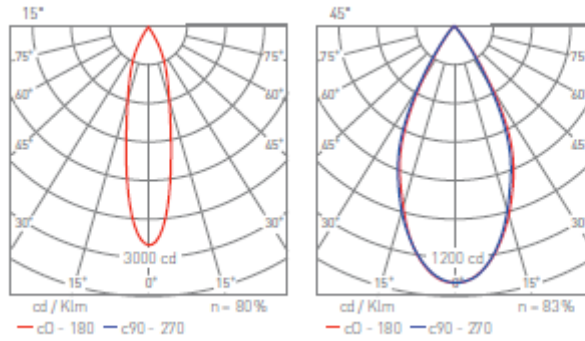 15° 45°
75° 75° 75° 75°
60° 60° 60° 60°
45° 45° 45° 45°
30° 30° 30° 30°
3000 cd 1200 cd
15° 0° 15° 15° 0° 15°
cd / Klm n = 80% cd / Klm n = 83%
c0 - 180 c90 - 270 c0 - 180 c90 - 270